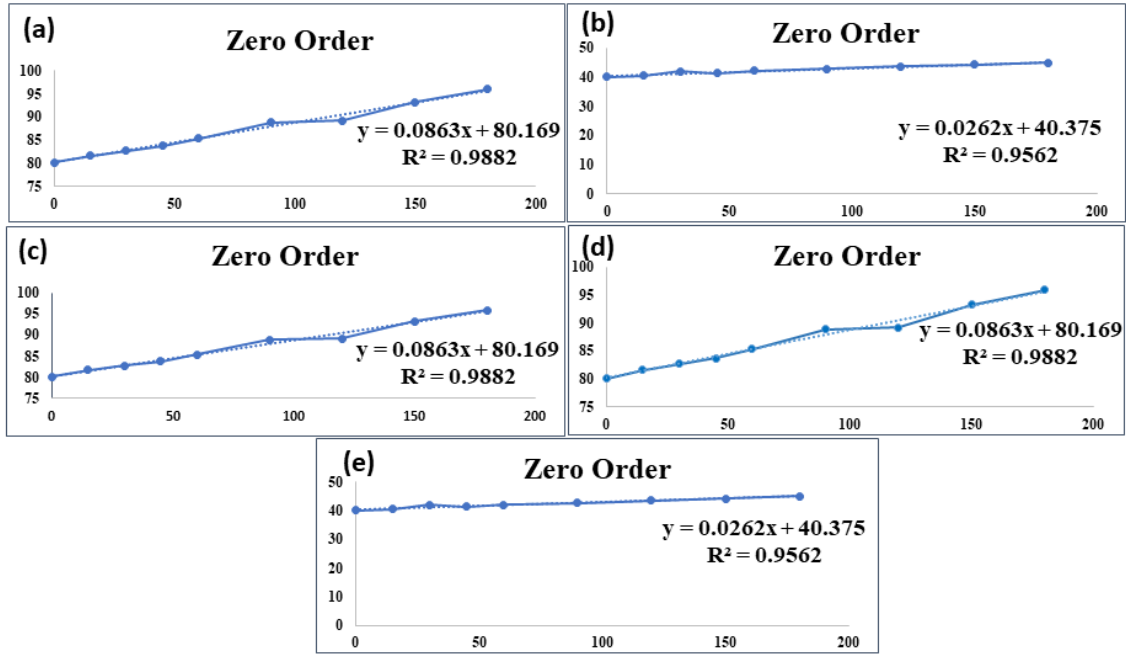 (a)
Zero Order
100
95
90
85
80
75
y = 0.0863x + 80.169
R² = 0.9882
0 50 100 150 200
(b)
Zero Order
50
40
30
20
10
0
y = 0.0262x + 40.375
R² = 0.9562
0 50 100 150 200
(c)
Zero Order
100
95
90
85
80
75
y = 0.0863x + 80.169
R² = 0.9882
0 50 100 150 200
(d)
Zero Order
100
95
90
85
80
75
y = 0.0863x + 80.169
R² = 0.9882
0 50 100 150 200
(e)
Zero Order
50
40
30
20
10
0
y = 0.0262x + 40.375
R² = 0.9562
0 50 100 150 200